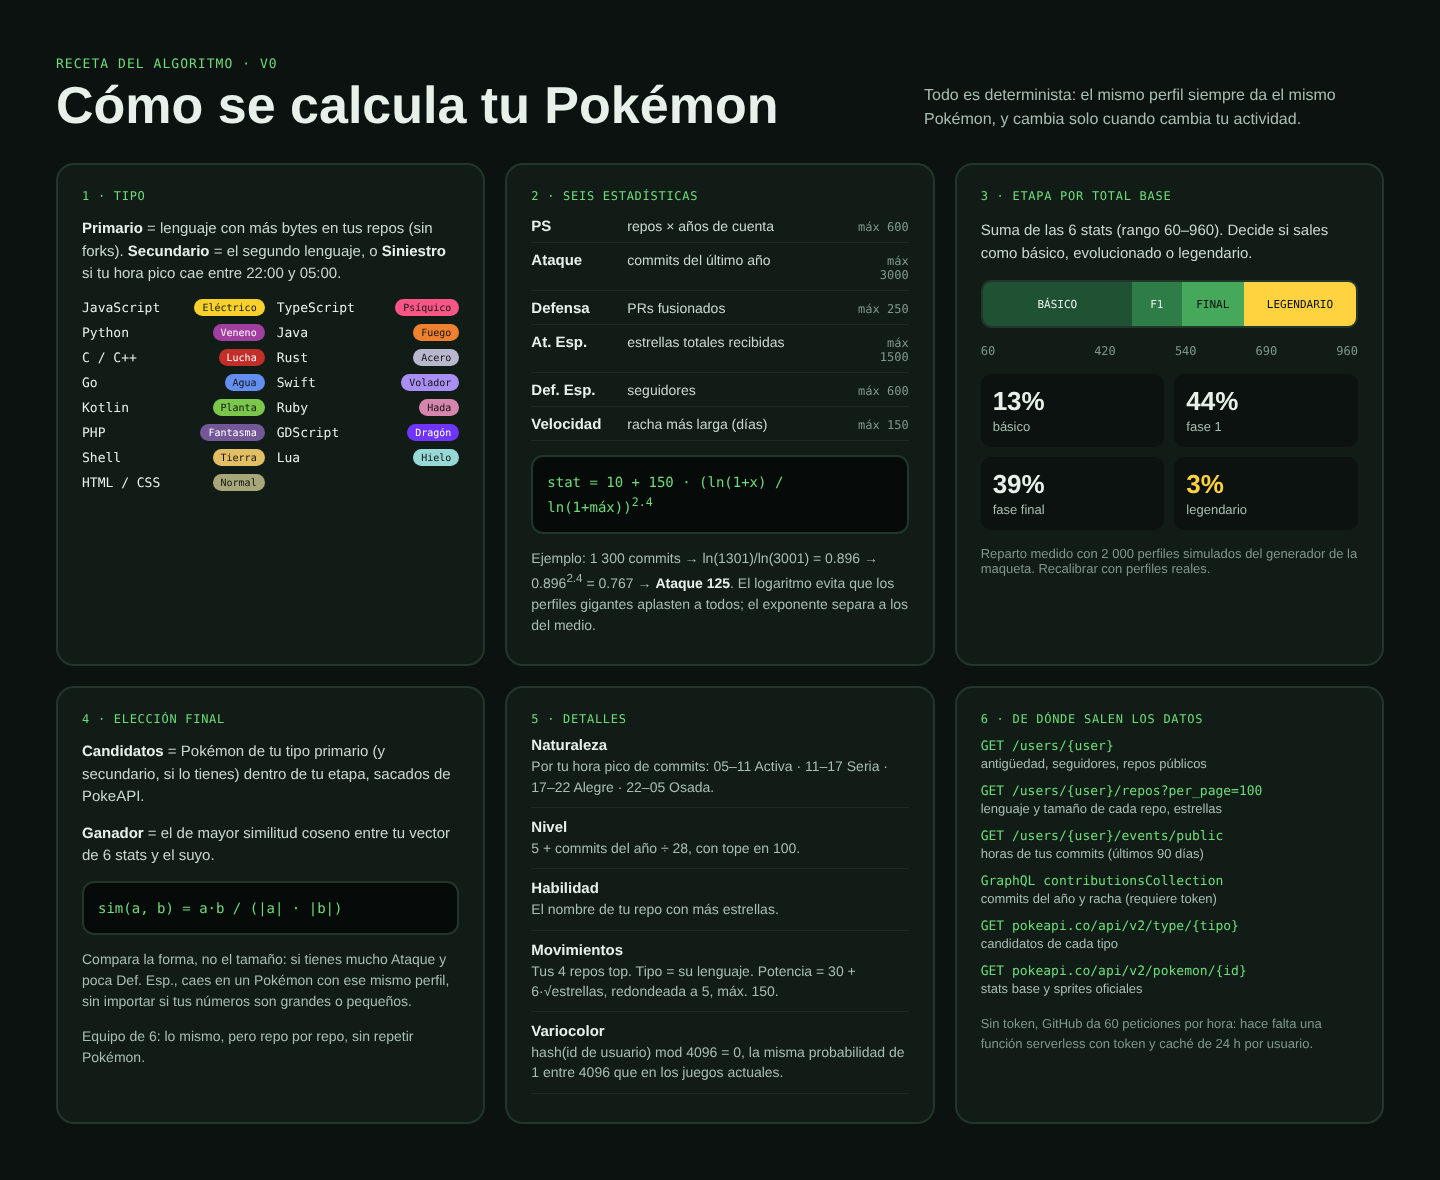 RECETA DEL ALGORITMO · V0
Cómo se calcula tu Pokémon
Todo es determinista: el mismo perfil siempre da el mismo
Pokémon, y cambia solo cuando cambia tu actividad.
1 · TIPO
Primario = lenguaje con más bytes en tus repos (sin
forks). Secundario = el segundo lenguaje, o Siniestro
si tu hora pico cae entre 22:00 y 05:00.
JavaScript Eléctrico TypeScript Psíquico
Python Veneno Java Fuego
C / C++ Lucha Rust Acero
Go Agua Swift Volador
Kotlin Planta Ruby Hada
PHP Fantasma GDScript Dragón
Shell Tierra Lua Hielo
HTML / CSS Normal
2 · SEIS ESTADÍSTICAS
PS repos × años de cuenta máx 600
Ataque commits del último año máx
3000
Defensa PRs fusionados máx 250
At. Esp. estrellas totales recibidas máx
1500
Def. Esp. seguidores máx 600
Velocidad racha más larga (días) máx 150
stat = 10 + 150 · (ln(1+x) /
ln(1+máx))2.4
Ejemplo: 1 300 commits → ln(1301)/ln(3001) = 0.896 →
0.8962.4 = 0.767 → Ataque 125. El logaritmo evita que los
perfiles gigantes aplasten a todos; el exponente separa a los
del medio.
3 · ETAPA POR TOTAL BASE
Suma de las 6 stats (rango 60–960). Decide si sales
como básico, evolucionado o legendario.
BÁSICO F1 FINAL LEGENDARIO
60 420 540 690 960
13%
básico
44%
fase 1
39%
fase final
3%
legendario
Reparto medido con 2 000 perfiles simulados del generador de la
maqueta. Recalibrar con perfiles reales.
4 · ELECCIÓN FINAL
Candidatos = Pokémon de tu tipo primario (y
secundario, si lo tienes) dentro de tu etapa, sacados de
PokeAPI.
Ganador = el de mayor similitud coseno entre tu vector
de 6 stats y el suyo.
sim(a, b) = a·b / (|a| · |b|)
Compara la forma, no el tamaño: si tienes mucho Ataque y
poca Def. Esp., caes en un Pokémon con ese mismo perfil,
sin importar si tus números son grandes o pequeños.
Equipo de 6: lo mismo, pero repo por repo, sin repetir
Pokémon.
5 · DETALLES
Naturaleza
Por tu hora pico de commits: 05–11 Activa · 11–17 Seria ·
17–22 Alegre · 22–05 Osada.
Nivel
5 + commits del año ÷ 28, con tope en 100.
Habilidad
El nombre de tu repo con más estrellas.
Movimientos
Tus 4 repos top. Tipo = su lenguaje. Potencia = 30 +
6·√estrellas, redondeada a 5, máx. 150.
Variocolor
hash(id de usuario) mod 4096 = 0, la misma probabilidad de
1 entre 4096 que en los juegos actuales.
6 · DE DÓNDE SALEN LOS DATOS
GET /users/{user}
antigüedad, seguidores, repos públicos
GET /users/{user}/repos?per_page=100
lenguaje y tamaño de cada repo, estrellas
GET /users/{user}/events/public
horas de tus commits (últimos 90 días)
GraphQL contributionsCollection
commits del año y racha (requiere token)
GET pokeapi.co/api/v2/type/{tipo}
candidatos de cada tipo
GET pokeapi.co/api/v2/pokemon/{id}
stats base y sprites oficiales
Sin token, GitHub da 60 peticiones por hora: hace falta una
función serverless con token y caché de 24 h por usuario.